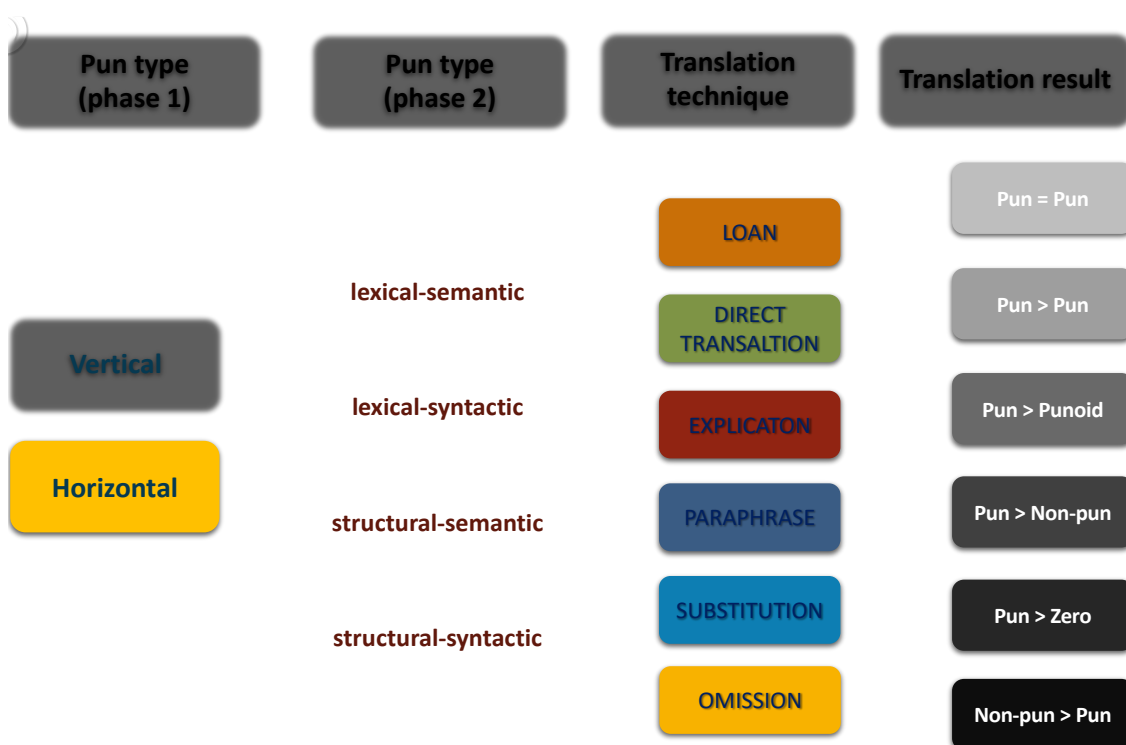 Pun type
(phase 1)
Pun type
(phase 2)
Translation
technique
Translation result
Vertical
Horizontal
lexical-semantic
lexical-syntactic
structural-semantic
structural-syntactic
LOAN
DIRECT
TRANSALTION
EXPLICATON
PARAPHRASE
SUBSTITUTION
OMISSION
Pun = Pun
Pun > Pun
Pun > Punoid
Pun > Non-pun
Pun > Zero
Non-pun > Pun